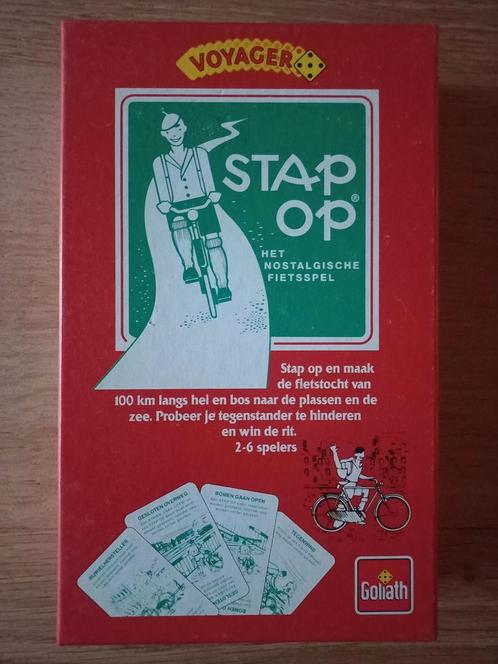 VOYAGER
STAP
OP®
HET
NOSTALGISCHE
FIETSSPEL
Stap op en maak
de fietstocht van
100 km langs hei en bos naar de plassen en de
zee. Probeer je tegenstander te hinderen
en win de rit.
2-6 spelers
RIJWIELHERSTELLER
GESLOTEN OVERWEG
BOMEN GAAN OPEN
TEGENWIND
Goliath